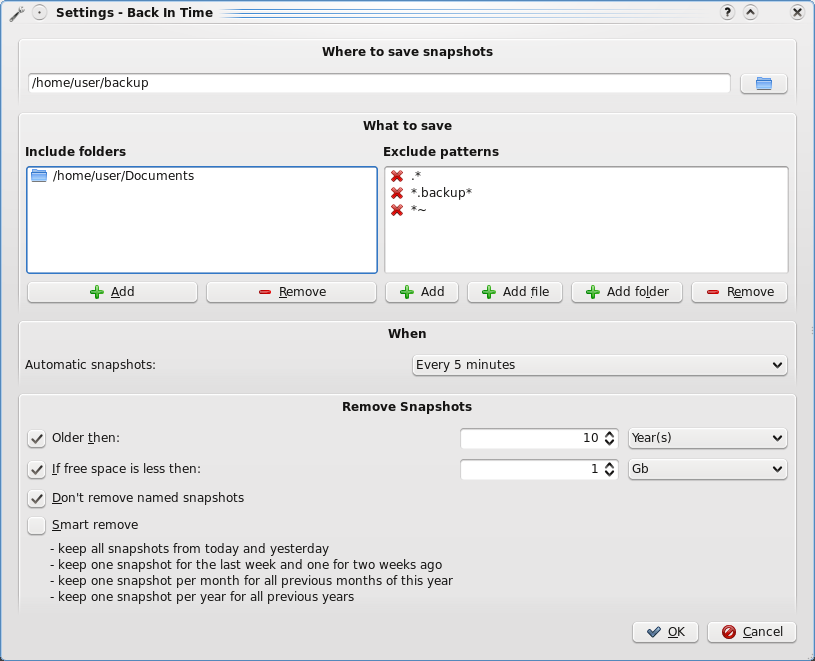 Settings - Back In Time
?
Where to save snapshots
/home/user/backup
What to save
Include folders Exclude patterns
/home/user/Documents
.*
*.backup*
*~
Add Remove Add Add file Add folder Remove
When
Automatic snapshots: Every 5 minutes
Remove Snapshots
Older then: 10 Year(s)
If free space is less then: 1 Gb
Don't remove named snapshots
Smart remove
- keep all snapshots from today and yesterday
- keep one snapshot for the last week and one for two weeks ago
- keep one snapshot per month for all previous months of this year
- keep one snapshot per year for all previous years
OK Cancel